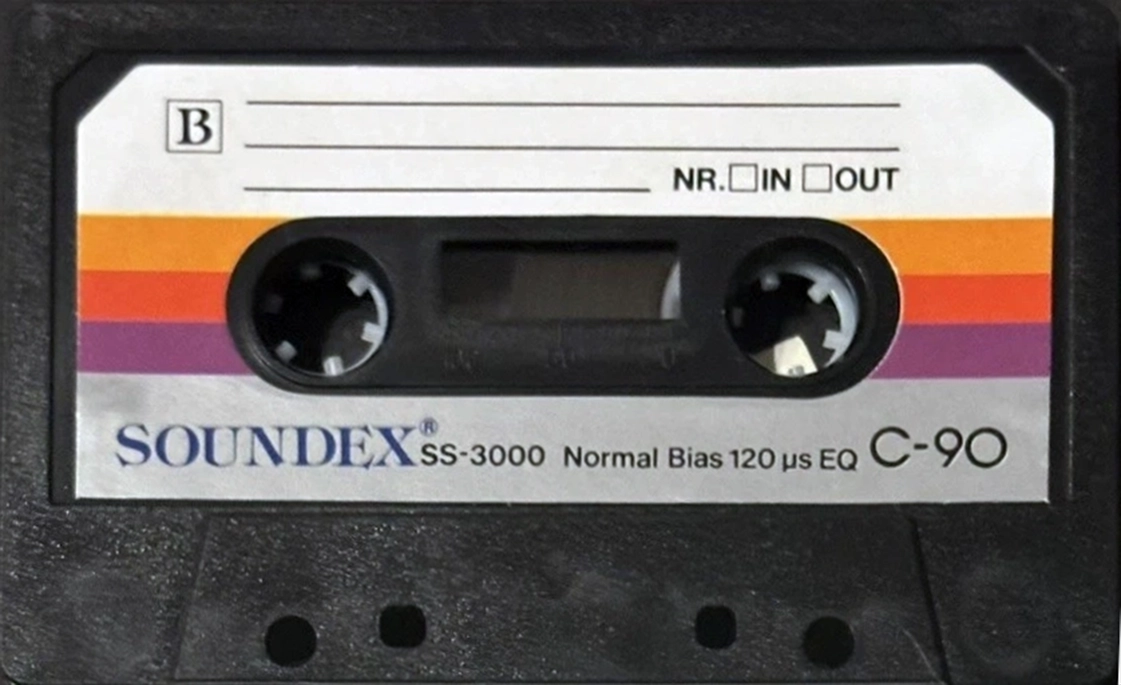 B
NR. IN OUT
SOUNDEX® SS-3000 Normal Bias 120 µs EQ C-90